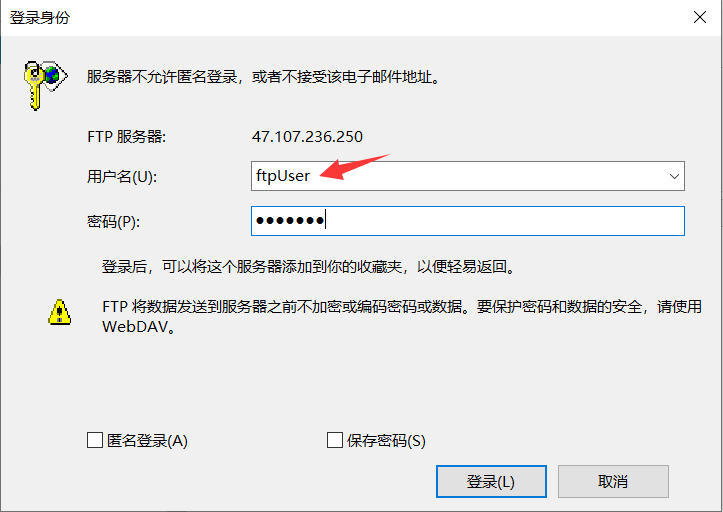 登录身份
服务器不允许匿名登录，或者不接受该电子邮件地址。
FTP 服务器: 47.107.236.250
用户名(U): ftpUser
密码(P): ●●●●●●●
登录后，可以将这个服务器添加到你的收藏夹，以便轻易返回。
FTP 将数据发送到服务器之前不加密或编码密码或数据。要保护密码和数据的安全，请使用
WebDAV。
匿名登录(A) 保存密码(S)
登录(L) 取消